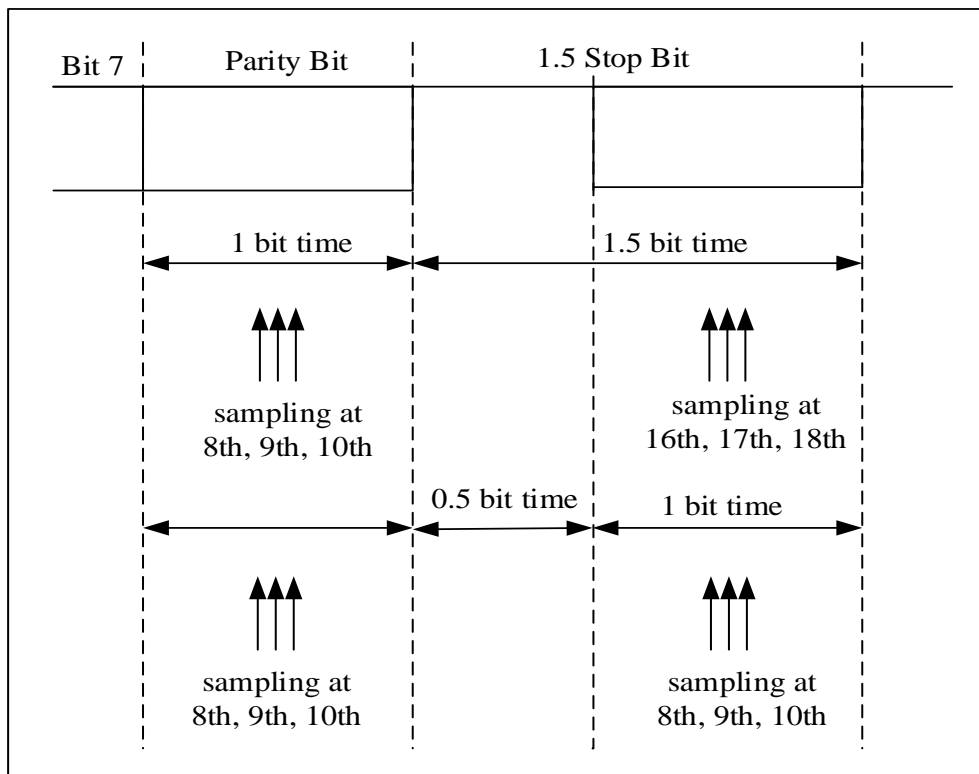 Bit 7
Parity Bit
1.5 Stop Bit
1 bit time
1.5 bit time
sampling at
8th, 9th, 10th
sampling at
16th, 17th, 18th
0.5 bit time
1 bit time
sampling at
8th, 9th, 10th
sampling at
8th, 9th, 10th